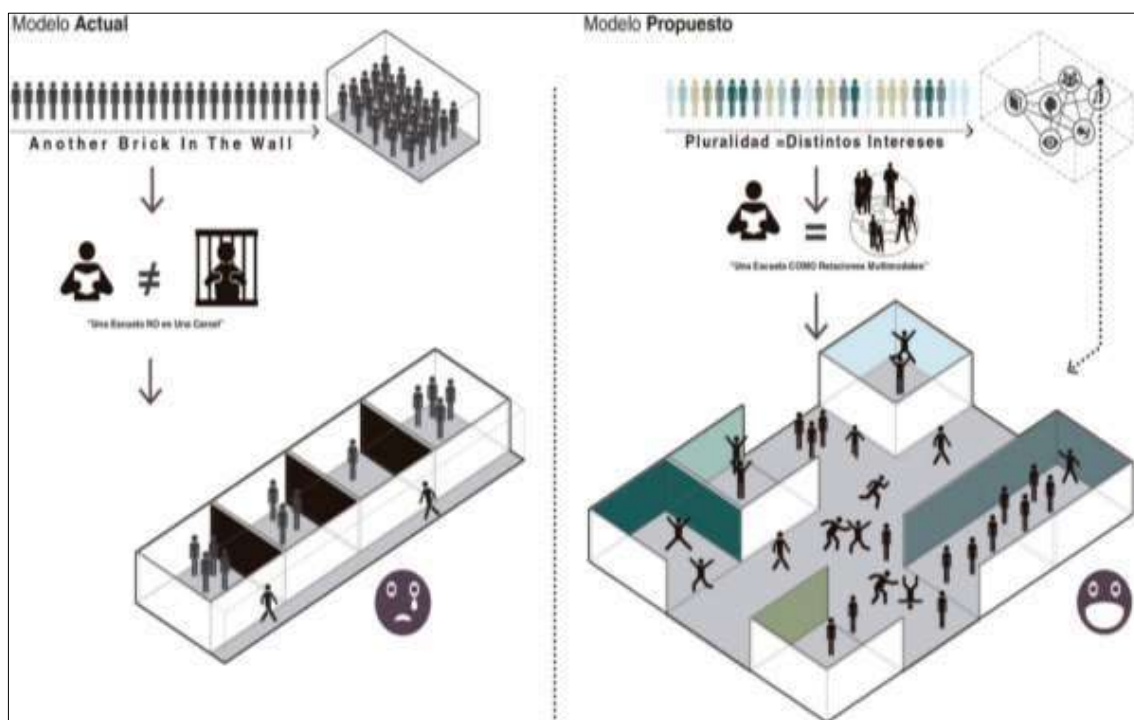 Modelo Actual
Another Brick In The Wall
"Una Escuela NO es Una Carcel"
Modelo Propuesto
Pluralidad =Distintos Intereses
"Una Escuela COMO Relaciones Multimodales"